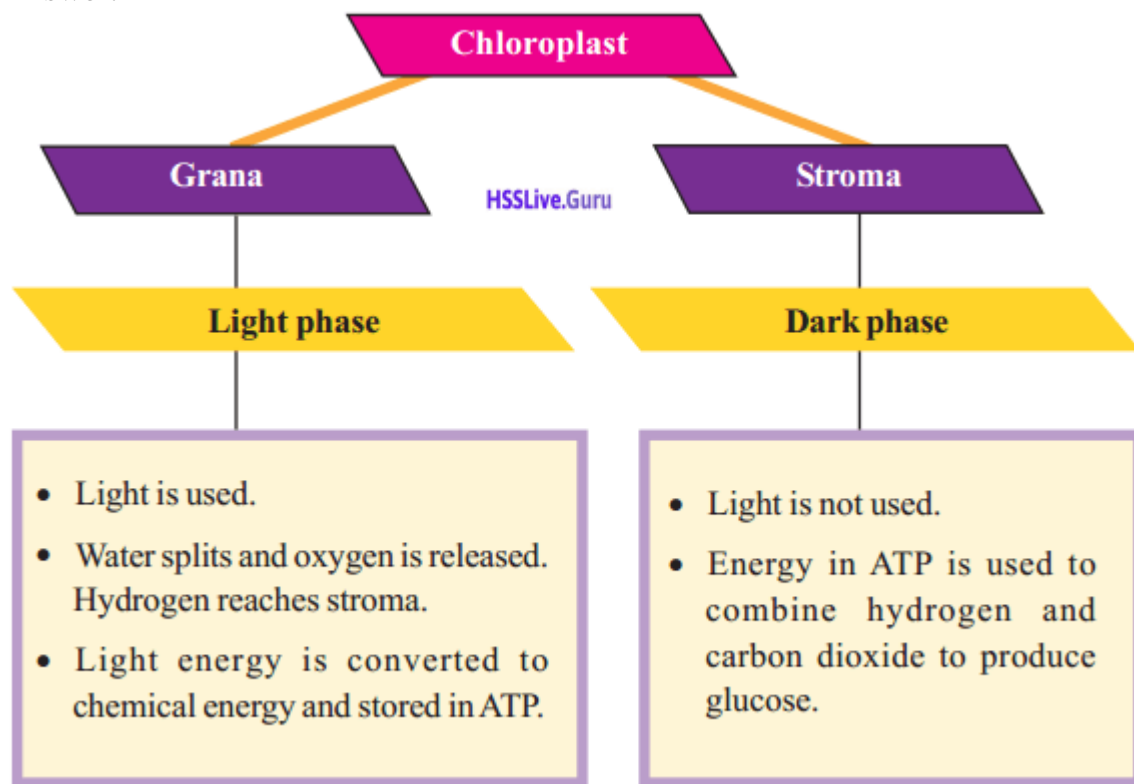 Chloroplast
Grana
Stroma
HSSLive.Guru
Light phase
Dark phase
• Light is used.
• Water splits and oxygen is released.
Hydrogen reaches stroma.
• Light energy is converted to
chemical energy and stored in ATP.
• Light is not used.
• Energy in ATP is used to
combine hydrogen and
carbon dioxide to produce
glucose.